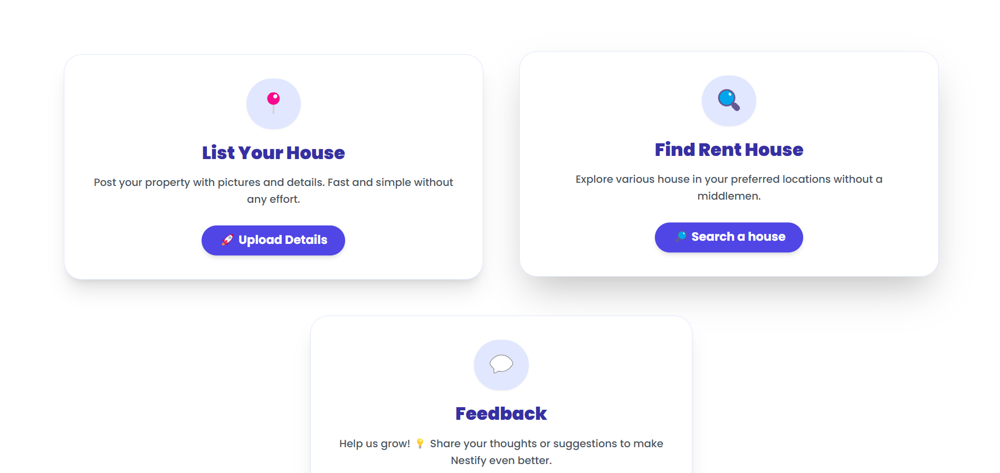 List Your House
Post your property with pictures and details. Fast and simple without
any effort.
🚀 Upload Details
Find Rent House
Explore various house in your preferred locations without a
middlemen.
🔎 Search a house
Feedback
Help us grow! 💡 Share your thoughts or suggestions to make
Nestify even better.